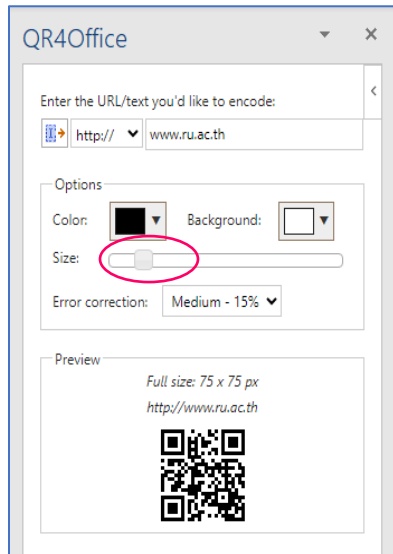 QR4Office
Enter the URL/text you'd like to encode:
http:// www.ru.ac.th
Options
Color: Background:
Size:
Error correction: Medium - 15%
Preview
Full size: 75 x 75 px
http://www.ru.ac.th